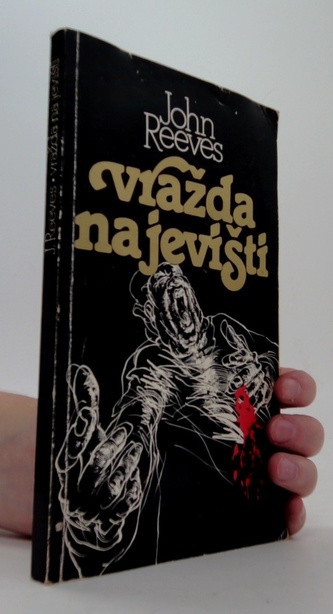 John
Reeves
vražda
na jevišti
J Reeves • vražda na jevišti